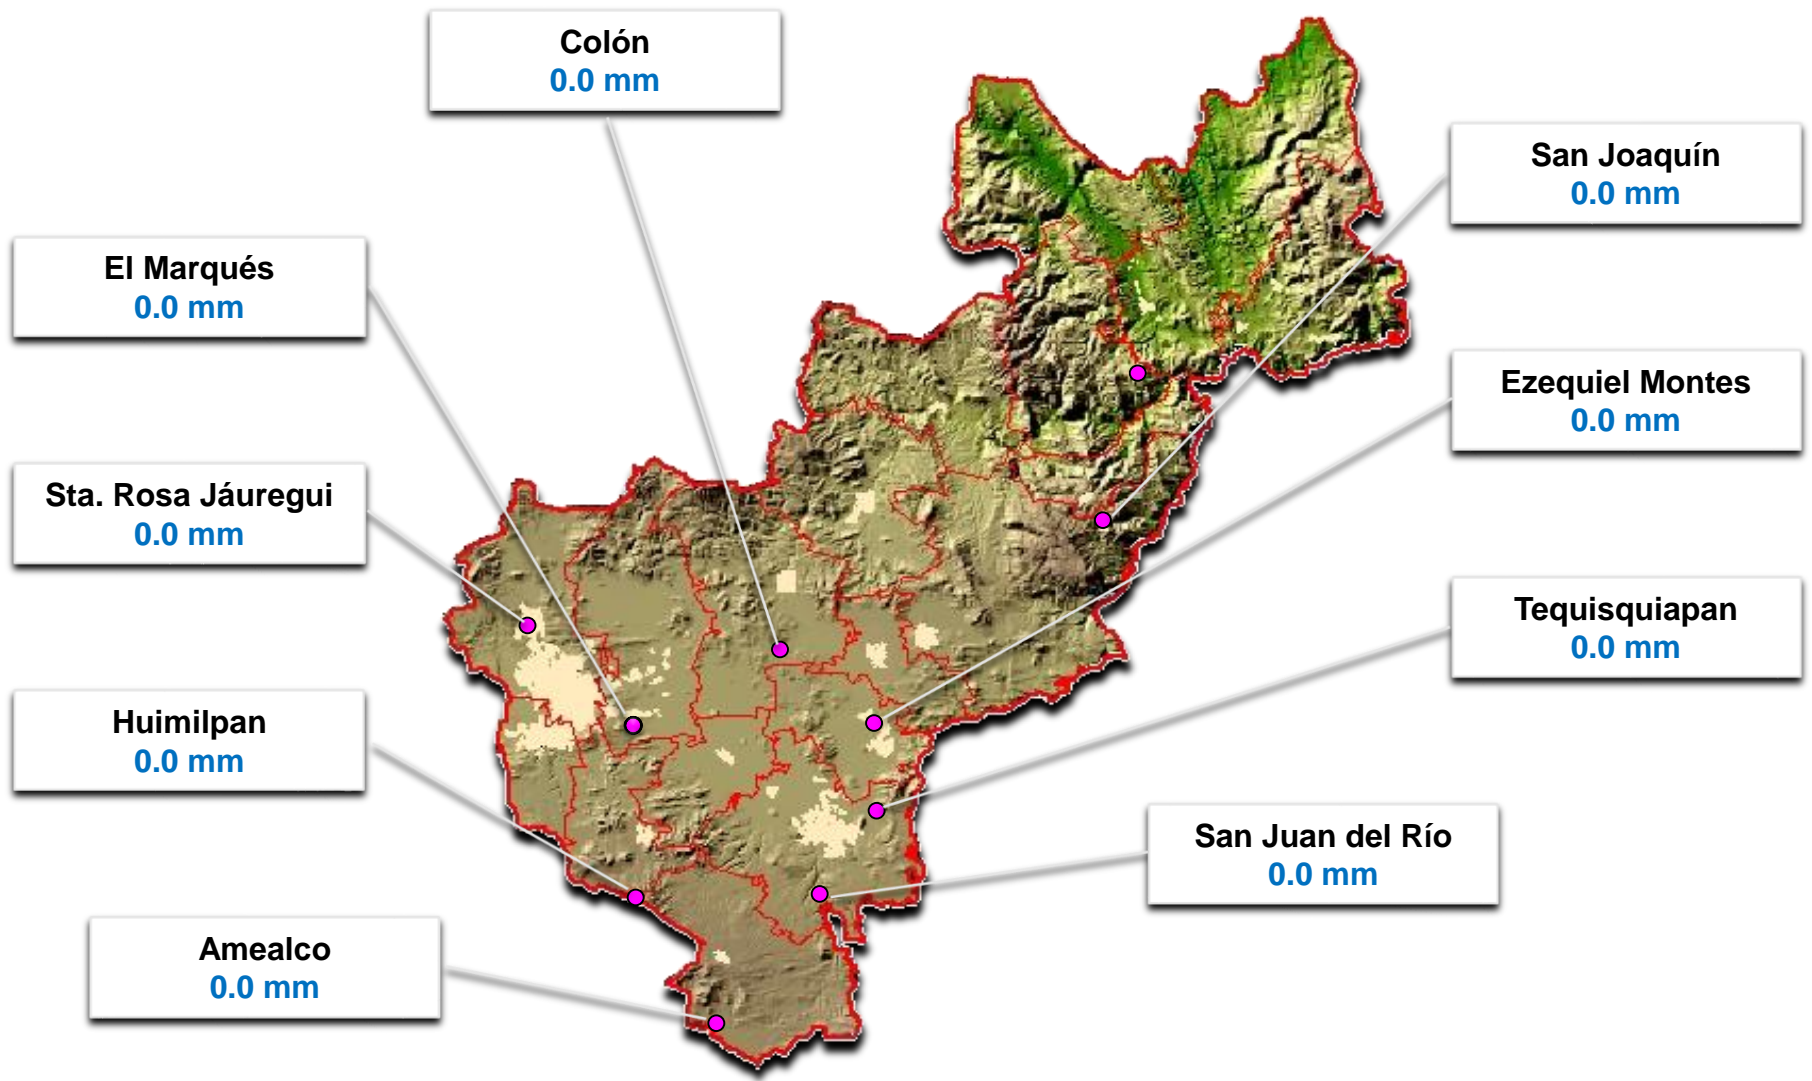 Colón
0.0 mm
San Joaquín
0.0 mm
El Marqués
0.0 mm
Ezequiel Montes
0.0 mm
Sta. Rosa Jáuregui
0.0 mm
Tequisquiapan
0.0 mm
Huimilpan
0.0 mm
San Juan del Río
0.0 mm
Amealco
0.0 mm